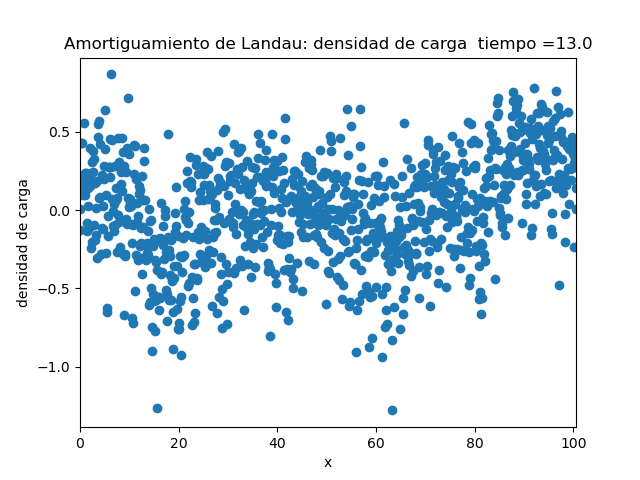 Amortiguamiento de Landau: densidad de carga  tiempo =13.0
0.5
0.0
−0.5
−1.0
densidad de carga
0 20 40 60 80 100
x